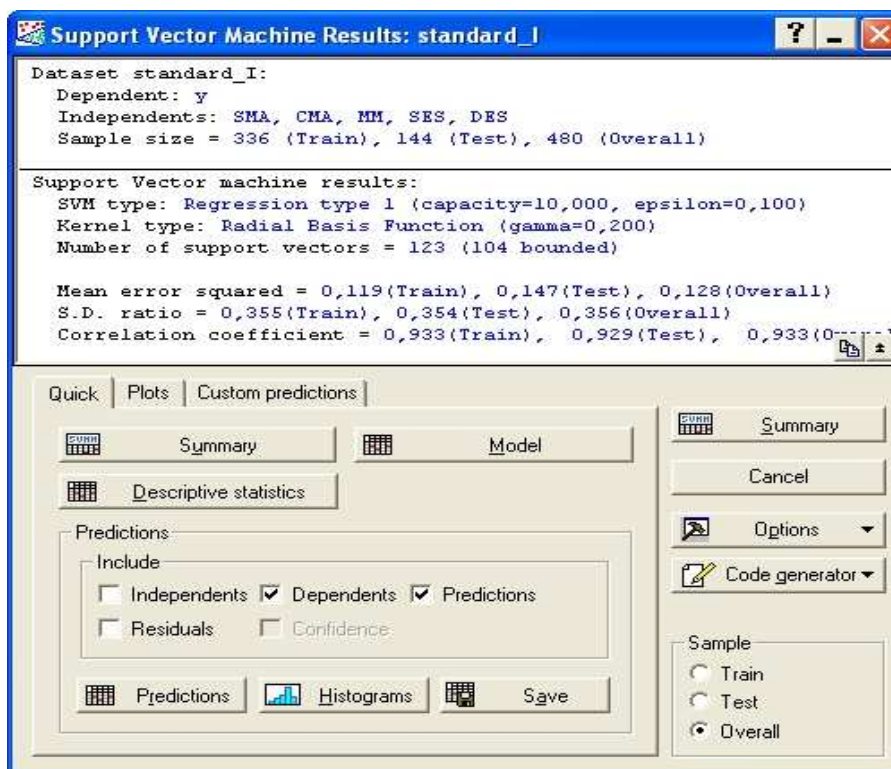 Support Vector Machine Results: standard_I
Dataset standard_I:
Dependent: y
Independents: SMA, CMA, MM, SES, DES
Sample size = 336 (Train), 144 (Test), 480 (Overall)
Support Vector machine results:
SVM type: Regression type 1 (capacity=10,000, epsilon=0,100)
Kernel type: Radial Basis Function (gamma=0,200)
Number of support vectors = 123 (104 bounded)
Mean error squared = 0,119(Train), 0,147(Test), 0,128(Overall)
S.D. ratio = 0,355(Train), 0,354(Test), 0,356(Overall)
Correlation coefficient = 0,933(Train), 0,929(Test), 0,933
Quick
Plots
Custom predictions
Summary
Model
Descriptive statistics
Predictions
Include
Independents
Dependents
Predictions
Residuals
Confidence
Predictions
Histograms
Save
Summary
Cancel
Options
Code generator
Sample
Train
Test
Overall